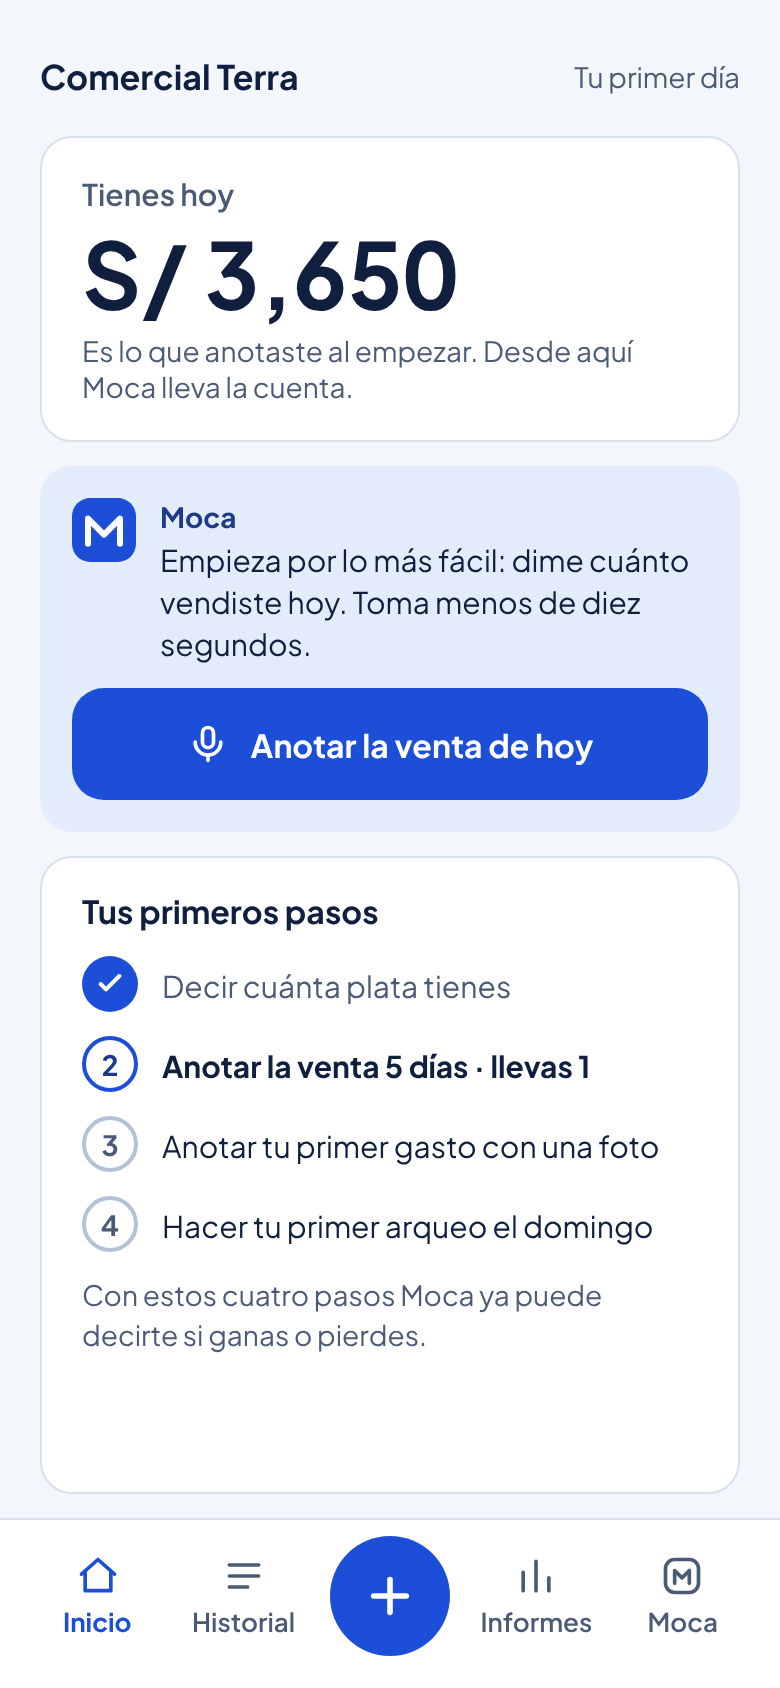 Comercial Terra
Tu primer día
Tienes hoy
S/ 3,650
Es lo que anotaste al empezar. Desde aquí
Moca lleva la cuenta.
M
Moca
Empieza por lo más fácil: dime cuánto
vendiste hoy. Toma menos de diez
segundos.
Anotar la venta de hoy
Tus primeros pasos
Decir cuánta plata tienes
2 Anotar la venta 5 días · llevas 1
3 Anotar tu primer gasto con una foto
4 Hacer tu primer arqueo el domingo
Con estos cuatro pasos Moca ya puede
decirte si ganas o pierdes.
M
Inicio
Historial
Informes
Moca